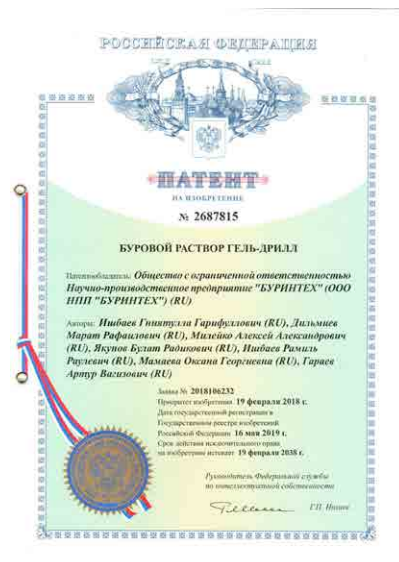 РОССИЙСКАЯ ФЕДЕРАЦИЯ
ПАТЕНТ
НА ИЗОБРЕТЕНИЕ
№ 2687815
БУРОВОЙ РАСТВОР ГЕЛЬ-ДРИЛЛ
Патентообладатель: Общество с ограниченной ответственностью
Научно-производственное предприятие "БУРИНТЕХ" (ООО
НПП "БУРИНТЕХ") (RU)
Авторы: Ишбаев Гниятулла Гарифуллович (RU), Дильмиев
Марат Рафаилович (RU), Милейко Алексей Александрович
(RU), Якупов Булат Радикович (RU), Ишбаев Рамиль
Раулевич (RU), Мамаева Оксана Георгиевна (RU), Гараев
Артур Вагизович (RU)
Заявка № 2018106232
Приоритет изобретения 19 февраля 2018 г.
Дата государственной регистрации в
Государственном реестре изобретений
Российской Федерации 16 мая 2019 г.
Срок действия исключительного права
на изобретение истекает 19 февраля 2038 г.
Руководитель Федеральной службы
по интеллектуальной собственности
Г.П. Ивлиев